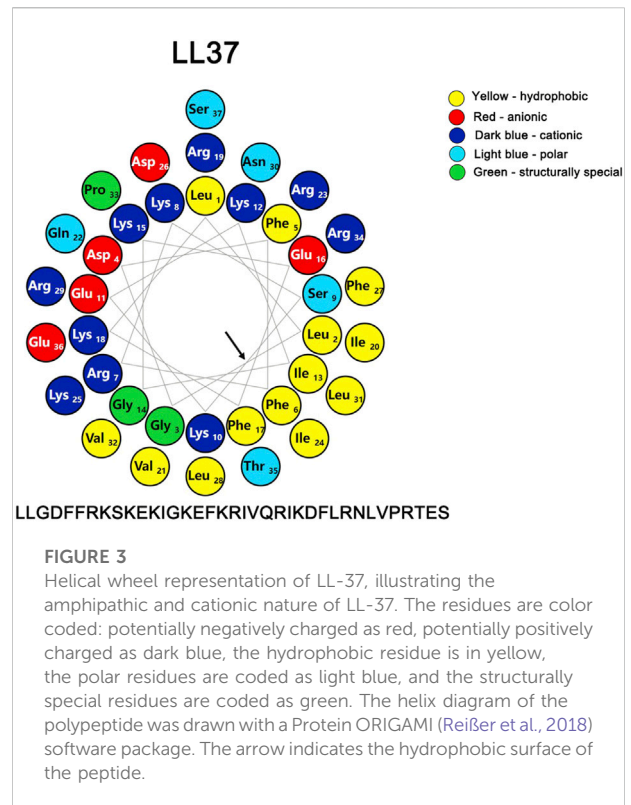 LL37
Yellow - hydrophobic
Red - anionic
Dark blue - cationic
Light blue - polar
Green - structurally special
Ser 37
Arg 19
Asp 26
Asn 30
Pro 33
Lys 8
Leu 1
Lys 12
Arg 23
Lys 15
Phe 5
Gln 22
Arg 34
Asp 4
Glu 16
Arg 29
Glu 11
Ser 9
Phe 27
Glu 36
Lys 18
Leu 2
Ile 20
Lys 25
Arg 7
Ile 13
Leu 31
Gly 14
Phe 6
Val 32
Gly 3
Lys 10
Phe 17
Ile 24
Val 21
Leu 28
Thr 35
LLGDFFRKSKEKIGKEFKRIVQRIKDFLRNLVPRTES
FIGURE 3
Helical wheel representation of LL-37, illustrating the
amphipathic and cationic nature of LL-37. The residues are color
coded: potentially negatively charged as red, potentially positively
charged as dark blue, the hydrophobic residue is in yellow,
the polar residues are coded as light blue, and the structurally
special residues are coded as green. The helix diagram of the
polypeptide was drawn with a Protein ORIGAMI (Reißer et al., 2018)
software package. The arrow indicates the hydrophobic surface of
the peptide.